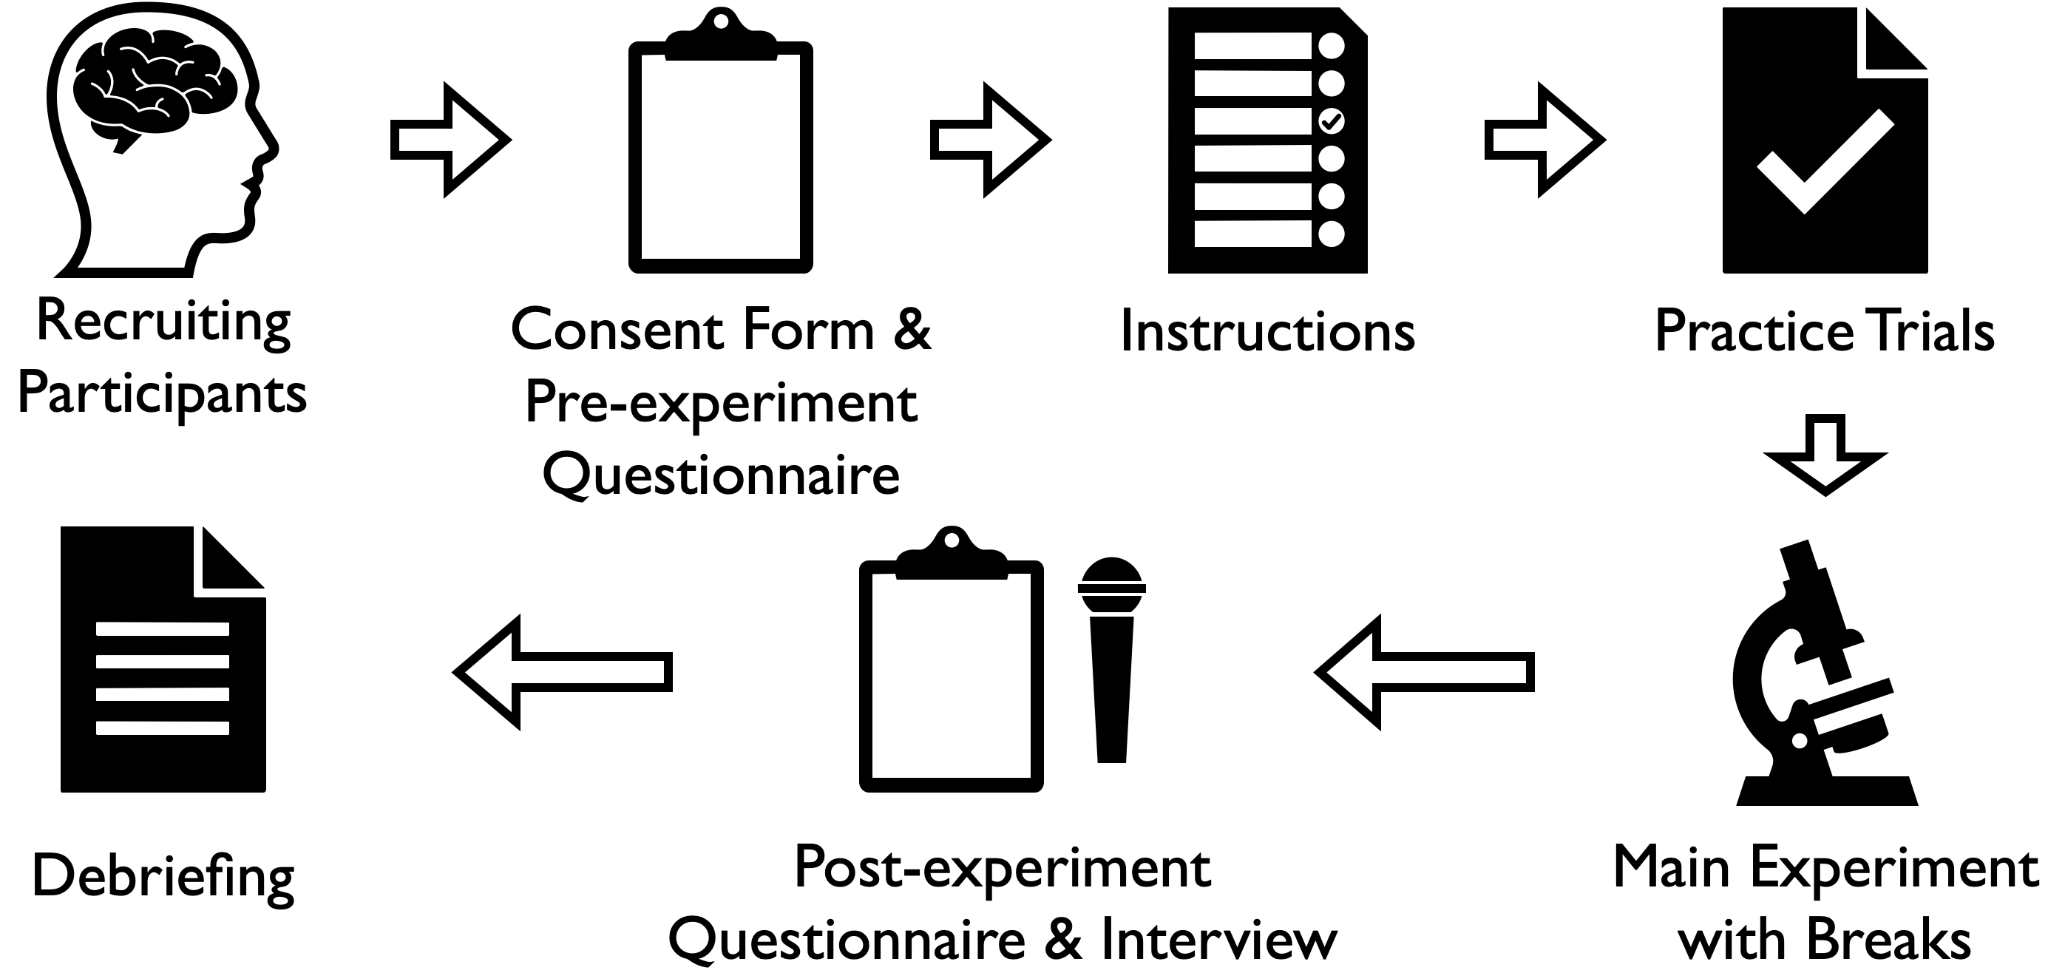 Recruiting
Participants
Consent Form &
Pre-experiment
Questionnaire
Instructions
Practice Trials
Main Experiment
with Breaks
Post-experiment
Questionnaire & Interview
Debriefing